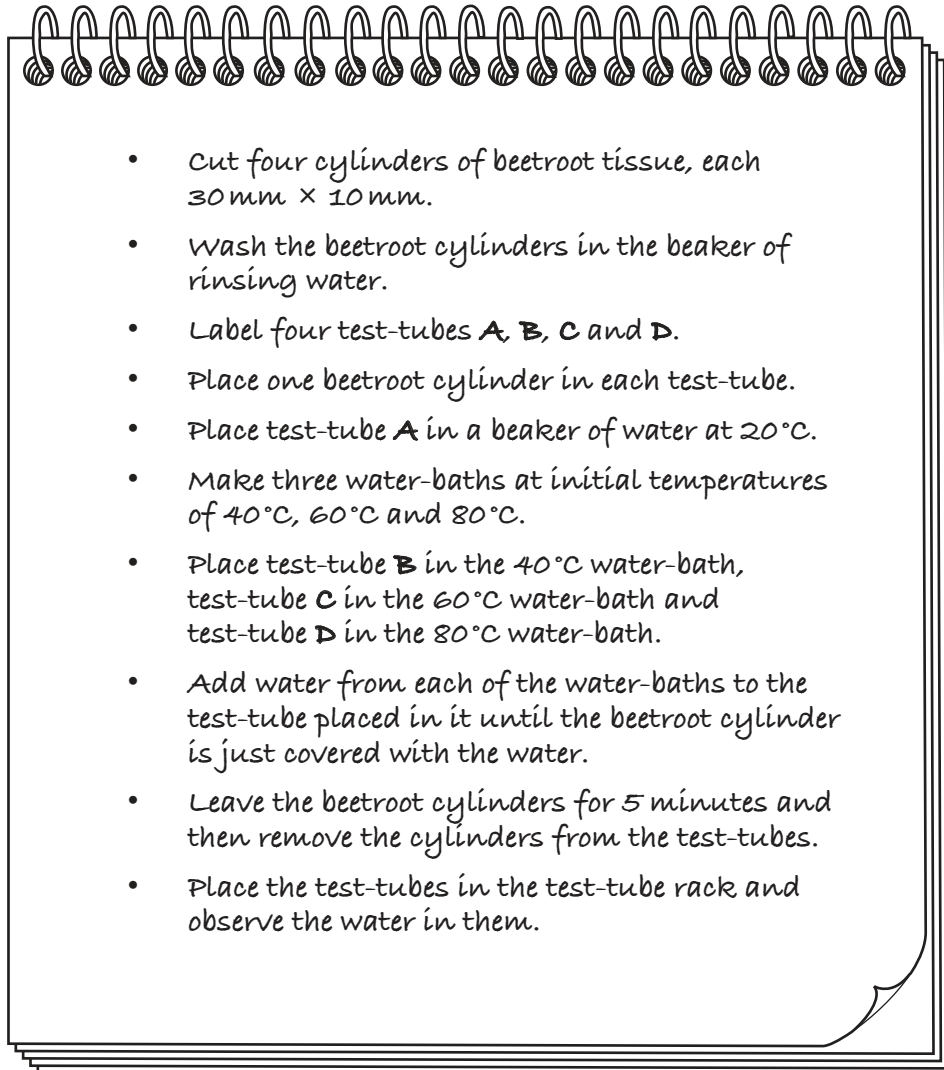 • Cut four cylinders of beetroot tissue, each
30 mm × 10 mm.
• Wash the beetroot cylinders in the beaker of
rinsing water.
• Label four test-tubes A, B, C and D.
• Place one beetroot cylinder in each test-tube.
• Place test-tube A in a beaker of water at 20 °C.
• Make three water-baths at initial temperatures
of 40 °C, 60 °C and 80 °C.
• Place test-tube B in the 40 °C water-bath,
test-tube C in the 60 °C water-bath and
test-tube D in the 80 °C water-bath.
• Add water from each of the water-baths to the
test-tube placed in it until the beetroot cylinder
is just covered with the water.
• Leave the beetroot cylinders for 5 minutes and
then remove the cylinders from the test-tubes.
• Place the test-tubes in the test-tube rack and
observe the water in them.